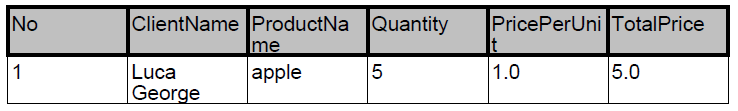 No ClientName ProductNa
me Quantity PricePerUni
t TotalPrice
1 Luca
George apple 5 1.0 5.0